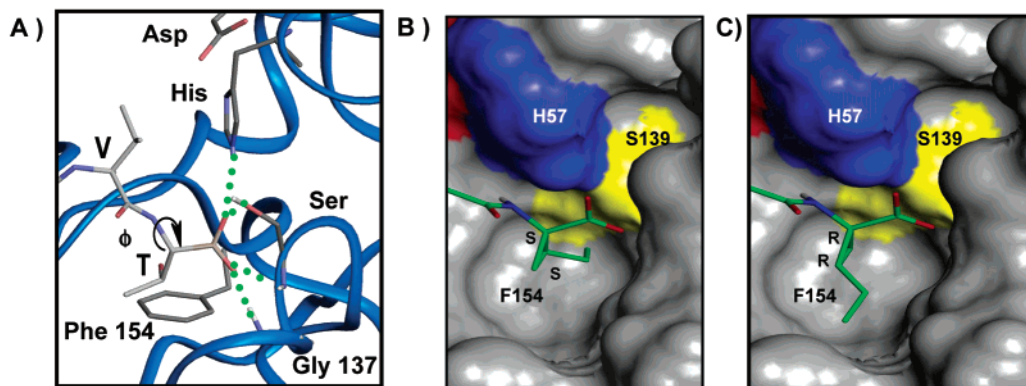 A )
Asp
His
V
Ser
ϕ
T
Phe 154
Gly 137
B )
H57
S139
S
S
F154
C)
H57
S139
R
R
F154